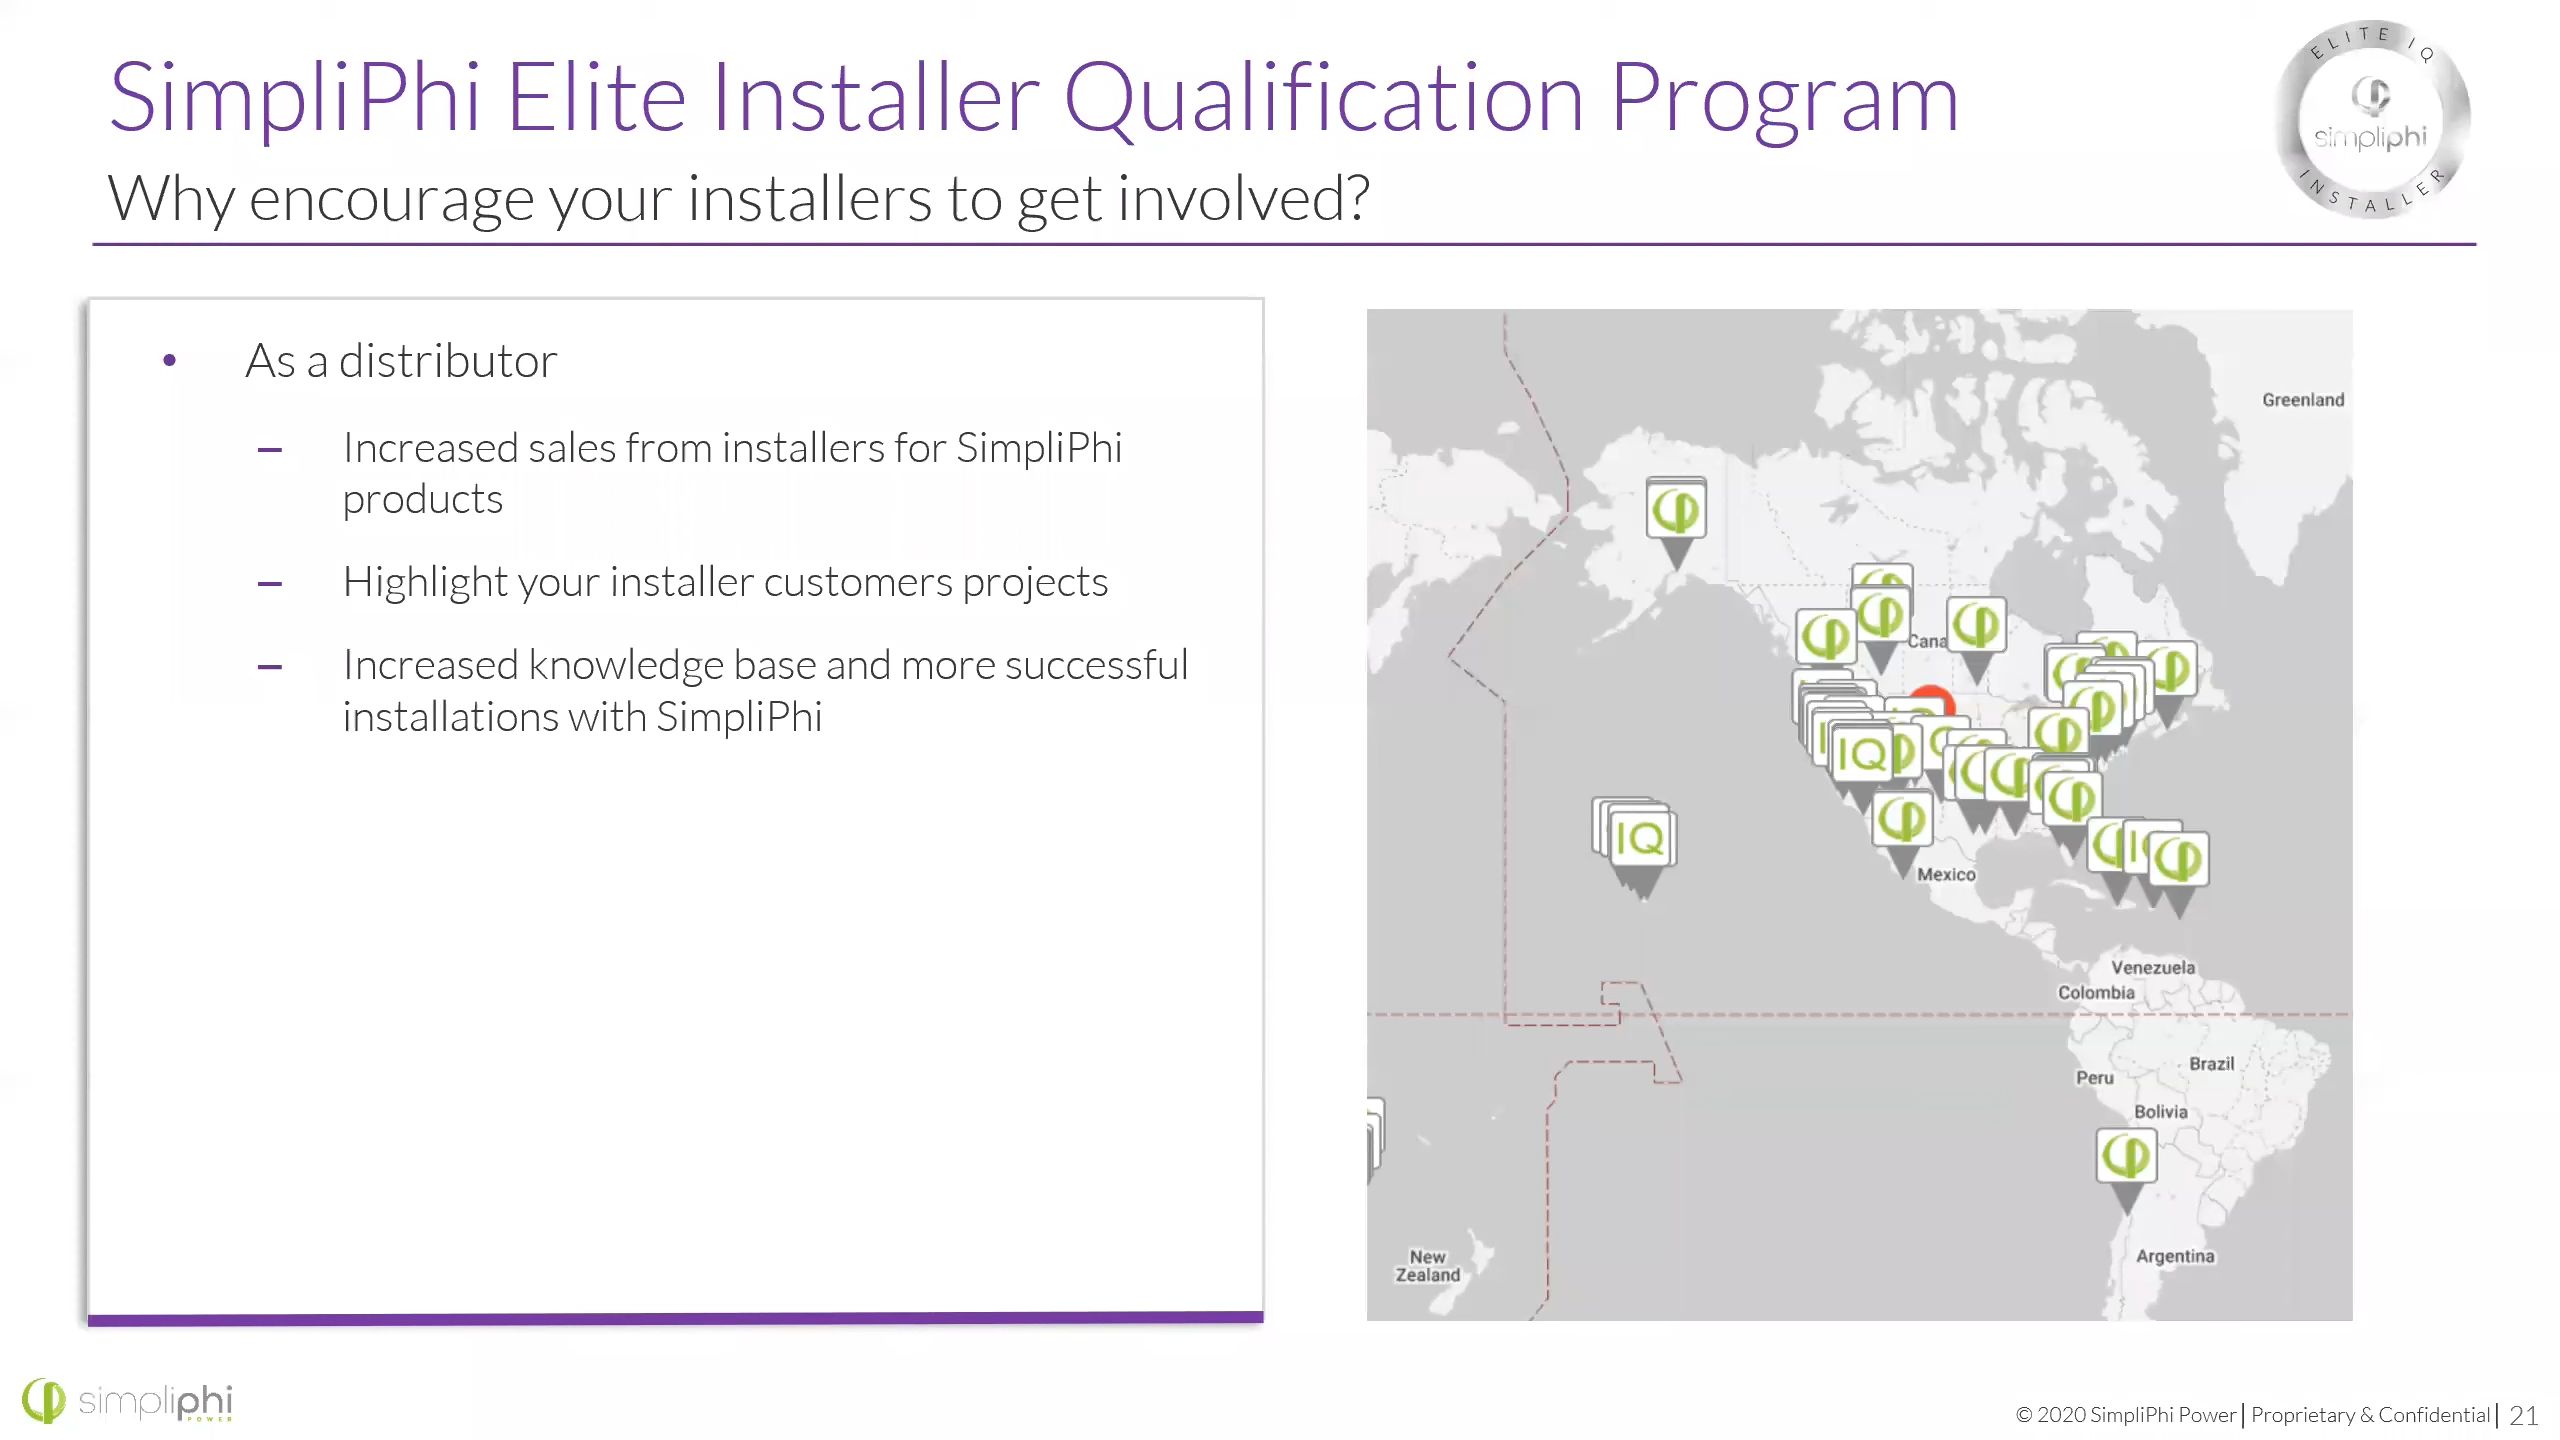 SimpliPhi Elite Installer Qualification Program
Why encourage your installers to get involved?
ELITE IQ
simpliphi
INSTALLER
• As a distributor
– Increased sales from installers for SimpliPhi
products
– Highlight your installer customers projects
– Increased knowledge base and more successful
installations with SimpliPhi
Greenland
Cana
IQ
IQ
Mexico
Venezuela
Colombia
Brazil
Peru
Bolivia
New
Zealand
Argentina
simpliphi
POWER
© 2020 SimpliPhi Power | Proprietary & Confidential | 21